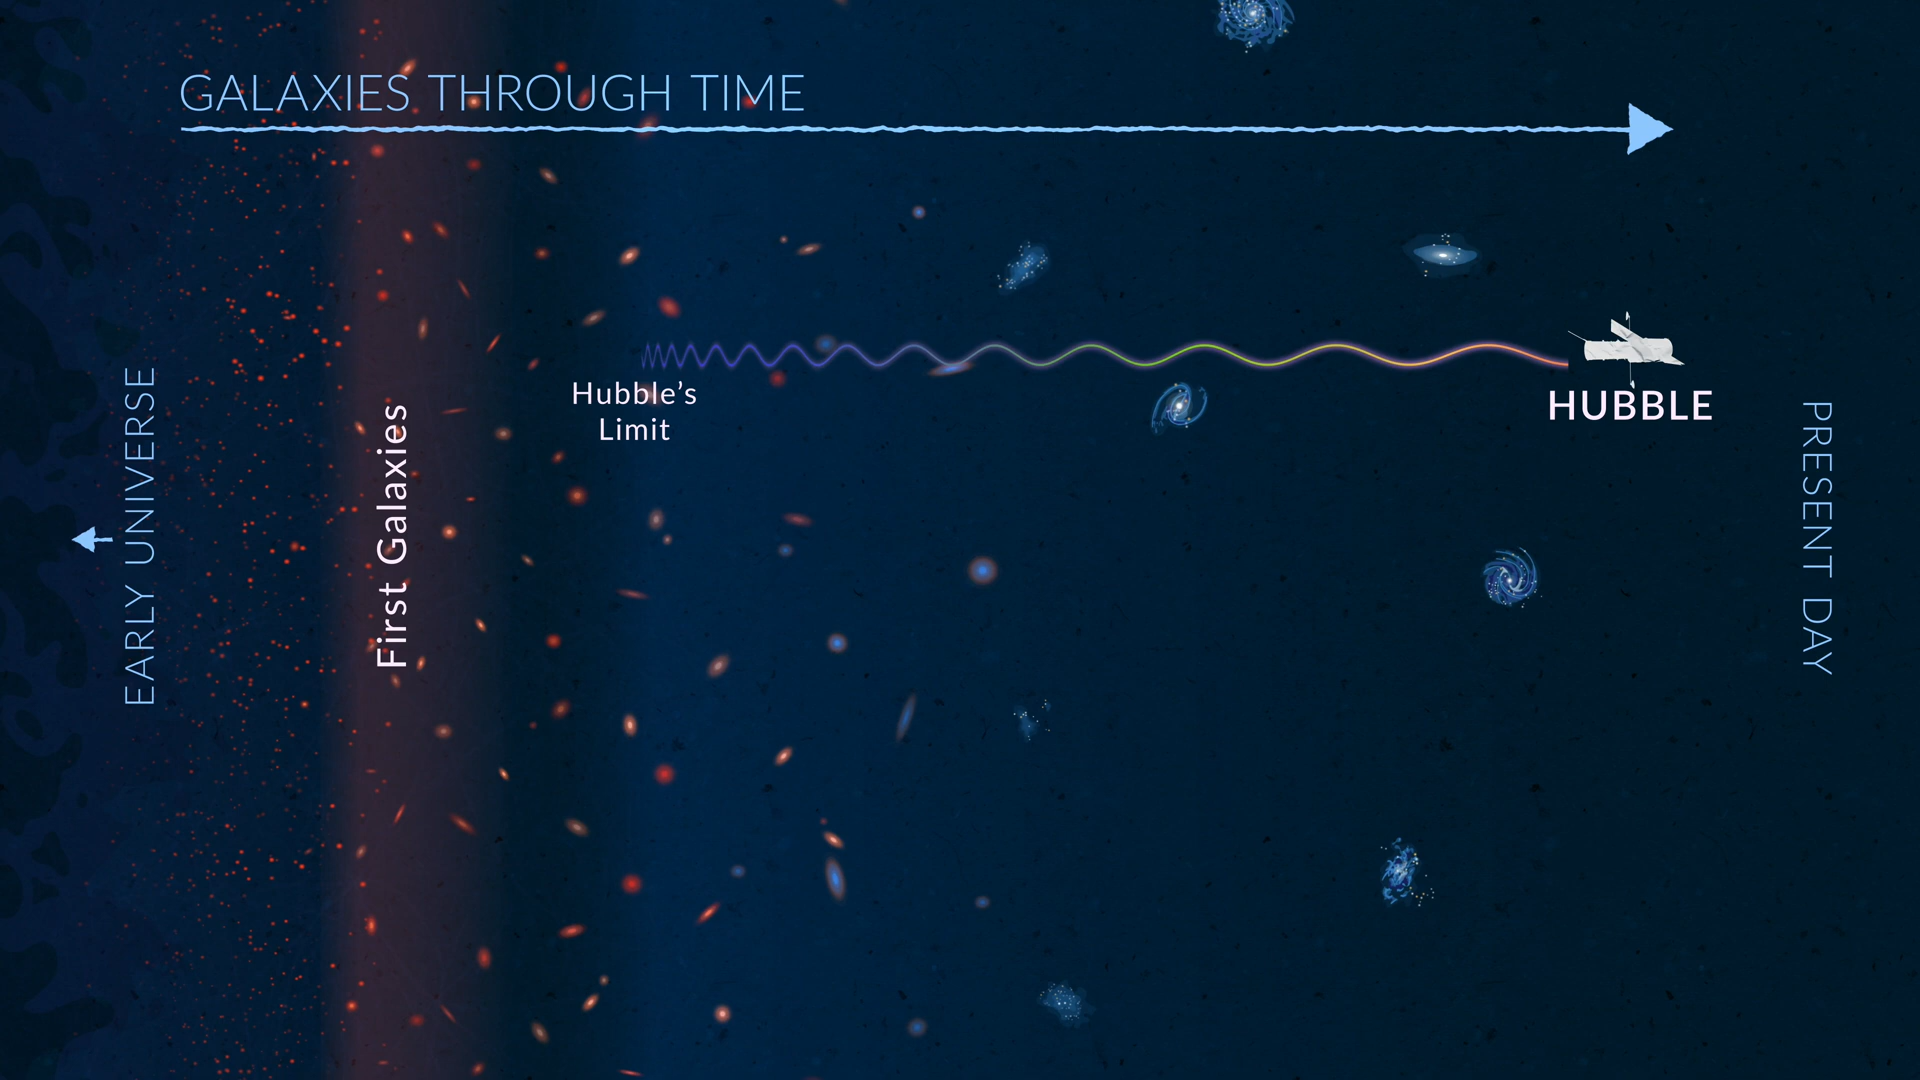 GALAXIES THROUGH TIME
EARLY UNIVERSE
First Galaxies
Hubble’s
Limit
HUBBLE
PRESENT DAY